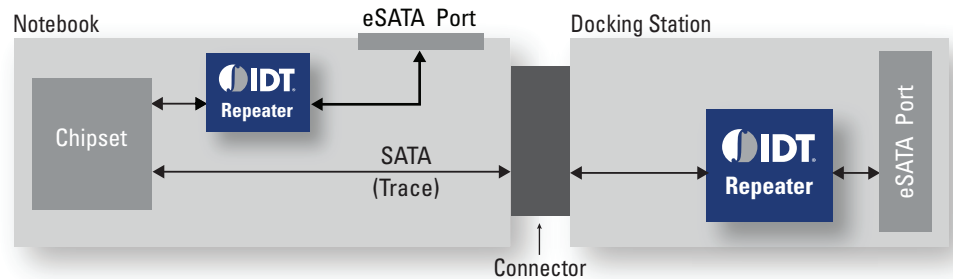 Notebook
eSATA Port
Docking Station
IDT.
Repeater
Chipset
SATA
(Trace)
IDT.
Repeater
eSATA Port
Connector